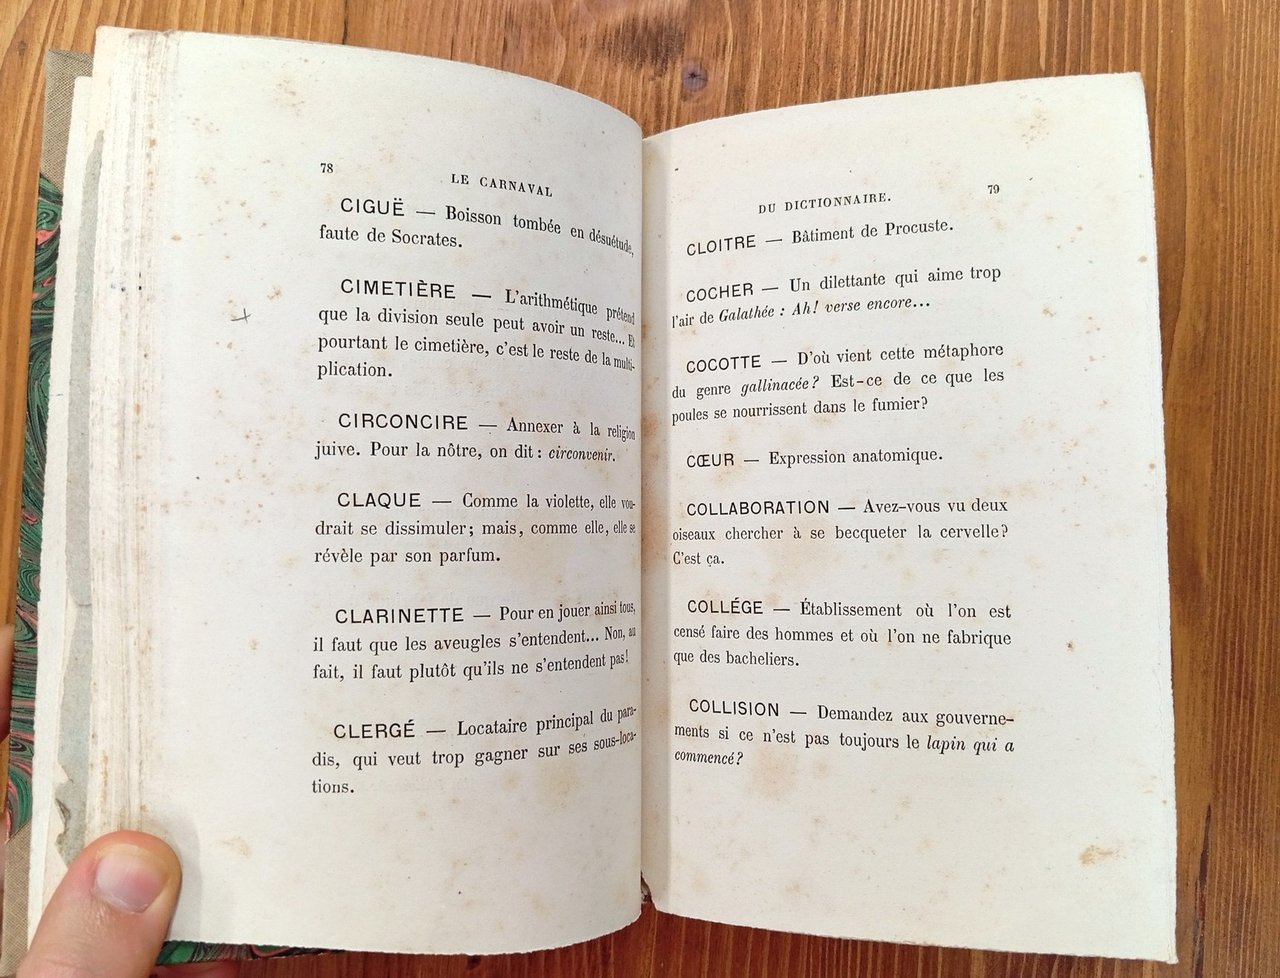 78
LE CARNAVAL
CIGUË — Boisson tombée en désuétude,
faute de Socrates.
CIMETIÈRE — L'arithmétique prétend
que la division seule peut avoir un reste... Et
pourtant le cimetière, c'est le reste de la multi-
plication.
CIRCONCIRE — Annexer à la religion
juive. Pour la nôtre, on dit : circonvenir.
CLAQUE — Comme la violette, elle vou-
drait se dissimuler; mais, comme elle, elle se
révèle par son parfum.
CLARINETTE — Pour en jouer ainsi tous,
il faut que les aveugles s'entendent... Non, au
fait, il faut plutôt qu'ils ne s'entendent pas!
CLERGÉ — Locataire principal du para-
dis, qui veut trop gagner sur ses sous-loca-
tions.
DU DICTIONNAIRE.
79
CLOITRE — Bâtiment de Procuste.
COCHER — Un dilettante qui aime trop
l'air de Galathée : Ah! verse encore...
COCOTTE — D'où vient cette métaphore
du genre gallinacée? Est-ce de ce que les
poules se nourrissent dans le fumier?
CŒUR — Expression anatomique.
COLLABORATION — Avez-vous vu deux
oiseaux chercher à se becqueter la cervelle?
C'est ça.
COLLÉGE — Établissement où l'on est
censé faire des hommes et où l'on ne fabrique
que des bacheliers.
COLLISION — Demandez aux gouverne-
ments si ce n'est pas toujours le lapin qui a
commencé?